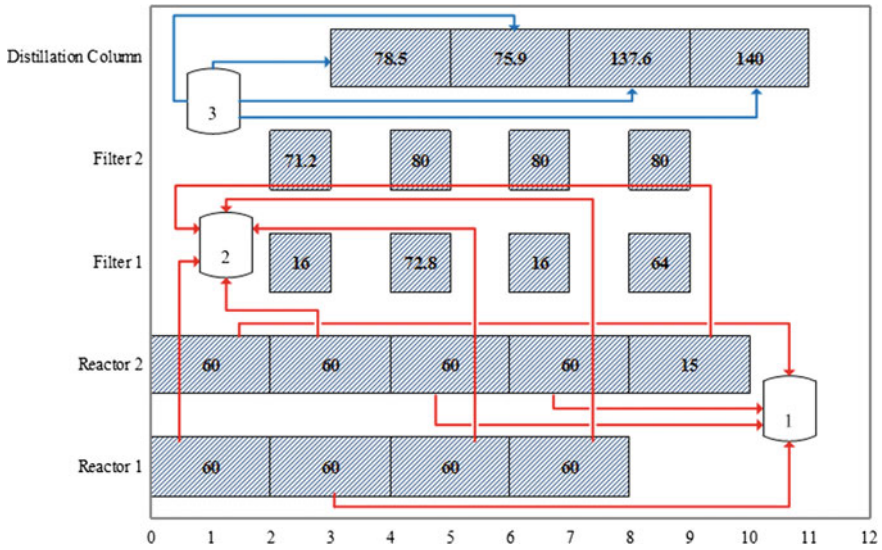 Distillation Column 78.5 75.9 137.6 140
3
Filter 2 71.2 80 80 80
2
Filter 1 16 72.8 16 64
Reactor 2 60 60 60 60 15
1
Reactor 1 60 60 60 60
0 1 2 3 4 5 6 7 8 9 10 11 12